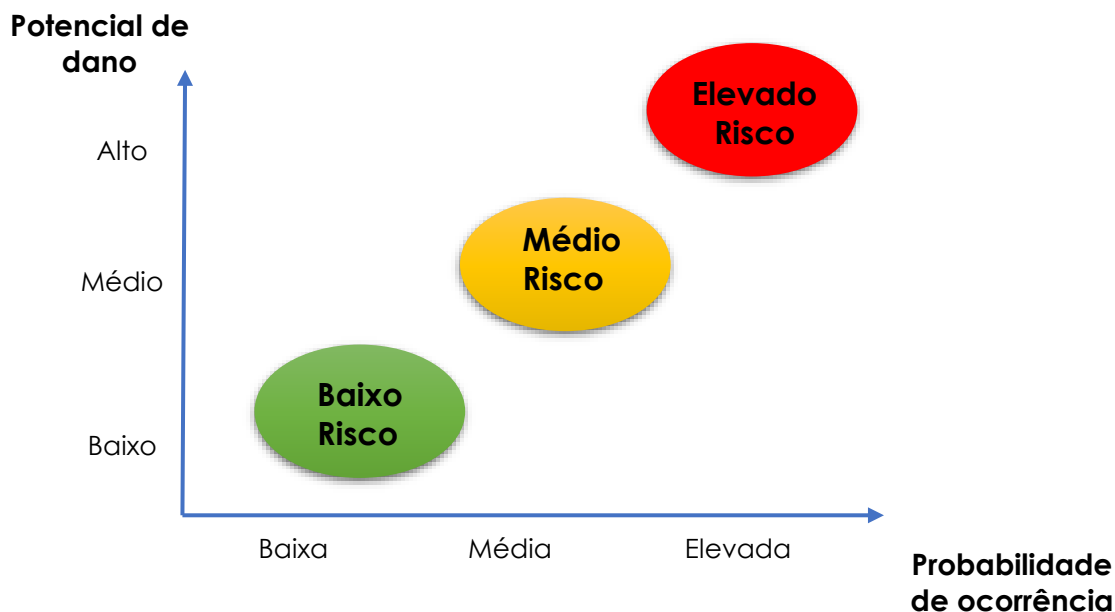 Potencial de
dano
Elevado
Risco
Alto
Médio
Risco
Médio
Baixo
Risco
Baixo
Baixa
Média
Elevada
Probabilidade
de ocorrência